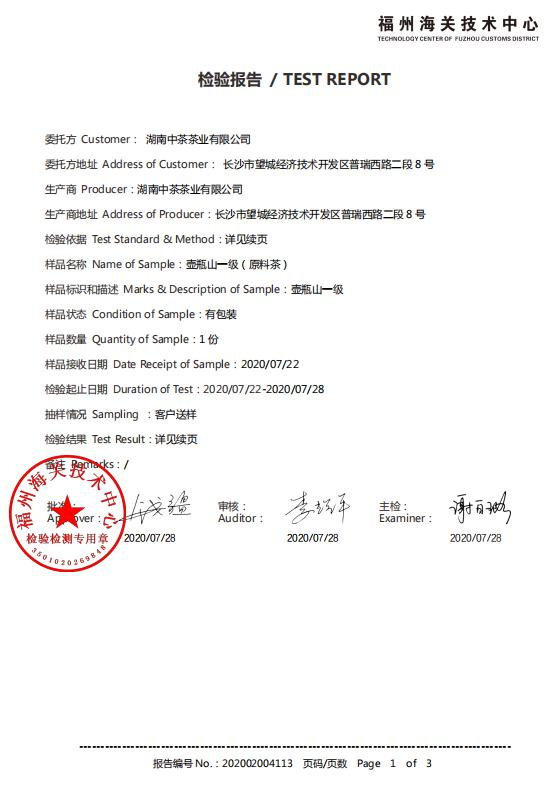 福州海关技术中心
TECHNOLOGY CENTER OF FUZHOU CUSTOMS DISTRICT
检验报告 / TEST REPORT
委托方 Customer： 湖南中茶茶业有限公司
委托方地址 Address of Customer： 长沙市望城经济技术开发区普瑞西路二段 8 号
生产商 Producer：湖南中茶茶业有限公司
生产商地址 Address of Producer：长沙市望城经济技术开发区普瑞西路二段 8 号
检验依据 Test Standard & Method：详见续页
样品名称 Name of Sample：壶瓶山一级（原料茶）
样品标识和描述 Marks & Description of Sample：壶瓶山一级
样品状态 Condition of Sample：有包装
样品数量 Quantity of Sample：1 份
样品接收日期 Date Receipt of Sample：2020/07/22
检验起止日期 Duration of Test：2020/07/22-2020/07/28
抽样情况 Sampling ：客户送样
检验结果 Test Result：详见续页
备注 Remarks：/
福州海关技术中心
检验检测专用章
批准： 审核： 主检：
Approver： Auditor： Examiner：
2020/07/28 2020/07/28 2020/07/28
报告编号 No.：202002004113 页码/页数 Page 1 of 3